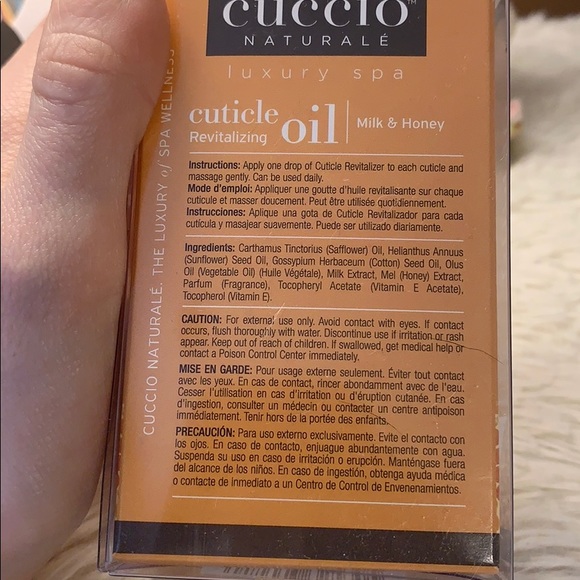 cuccio™
NATURALÉ
luxury spa
cuticle
Revitalizing
oil
Milk & Honey
Instructions: Apply one drop of Cuticle Revitalizer to each cuticle and
massage gently. Can be used daily.
Mode d'emploi: Appliquer une goutte d'huile revitalisante sur chaque
cuticule et masser doucement. Peut être utilisée quotidiennement.
Instrucciones: Aplique una gota de Cuticle Revitalizador para cada
cutícula y masajear suavemente. Puede ser utilizado diariamente.
Ingredients: Carthamus Tinctorius (Safflower) Oil, Helianthus Annuus
(Sunflower) Seed Oil, Gossypium Herbaceum (Cotton) Seed Oil, Olus
Oil (Vegetable Oil) (Huile Végétale), Milk Extract, Mel (Honey) Extract,
Parfum (Fragrance), Tocopheryl Acetate (Vitamin E Acetate),
Tocopherol (Vitamin E).
CAUTION: For external use only. Avoid contact with eyes. If contact
occurs, flush thoroughly with water. Discontinue use if irritation or rash
appear. Keep out of reach of children. If swallowed, get medical help or
contact a Poison Control Center immediately.
MISE EN GARDE: Pour usage externe seulement. Éviter tout contact
avec les yeux. En cas de contact, rincer abondamment avec de l'eau.
Cesser l'utilisation en cas d'irritation ou d'éruption cutanée. En cas
d'ingestion, consulter un médecin ou contacter un centre antipoison
immédiatement. Tenir hors de la portée des enfants.
PRECAUCIÓN: Para uso externo exclusivamente. Evite el contacto con
los ojos. En caso de contacto, enjuague abundantemente con agua.
Suspenda su uso en caso de irritación o erupción. Manténgase fuera
del alcance de los niños. En caso de ingestión, obtenga ayuda médica
o contacte de inmediato a un Centro de Control de Envenenamientos.
CUCCIO NATURALÉ. THE LUXURY of SPA WELLNESS